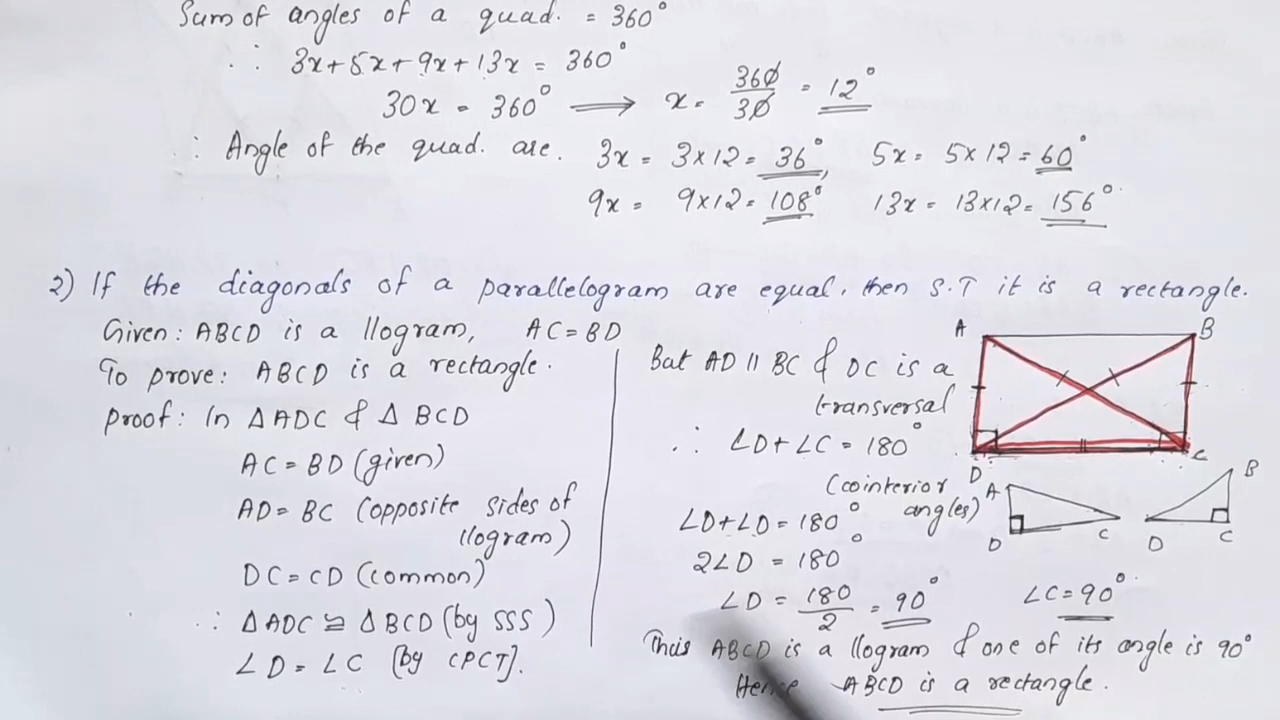 Sum of angles of a quad. = 360°
∴ 3x+5x+9x+13x = 360°
30x = 360° ⟶ x = 360/30 = 12°
∴ Angle of the quad. are. 3x = 3×12 = 36°, 5x = 5×12 = 60°
9x = 9×12 = 108° 13x = 13×12 = 156°.
2) If the diagonals of a parallelogram are equal, then S.T it is a rectangle.
Given: ABCD is a llogram, AC = BD
To prove: ABCD is a rectangle.
Proof: In ΔADC & ΔBCD
AC = BD (given)
AD = BC (opposite sides of
llogram)
DC = CD (common)
∴ ΔADC ≅ ΔBCD (by SSS)
∠D = ∠C [by CPCT].
But AD ll BC & DC is a
transversal
∴ ∠D + ∠C = 180°
(cointerior
angles)
∠D + ∠D = 180°
2∠D = 180°
∠D = 180/2 = 90° ∠C = 90°.
Thus ABCD is a llogram & one of its angle is 90°
Hence ABCD is a rectangle.
A B
D C
A D C
B D C